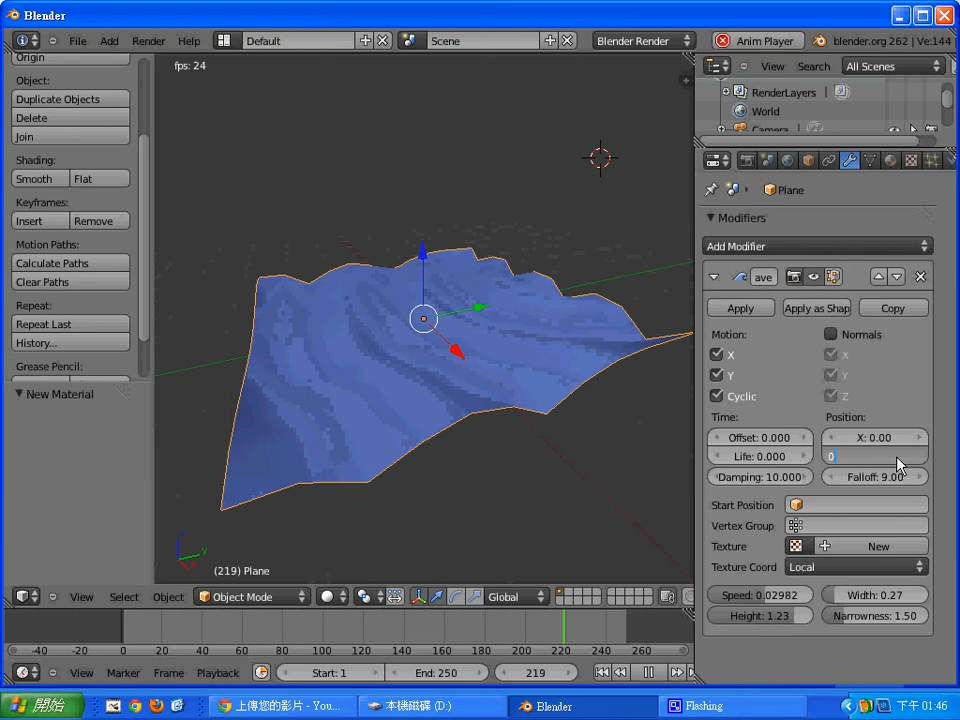 Blender
File Add Render Help Default Scene Blender Render Anim Player blender.org 262 | Ve:144
Origin
Object:
Duplicate Objects
Delete
Join
Shading:
Smooth Flat
Keyframes:
Insert Remove
Motion Paths:
Calculate Paths
Clear Paths
Repeat:
Repeat Last
History...
Grease Pencil:
New Material
fps: 24
(219) Plane
View Search All Scenes
RenderLayers
World
Camera
Plane
Modifiers
Add Modifier
ave
Apply Apply as Shap Copy
Motion: Normals
X X
Y Y
Cyclic Z
Time: Position:
Offset: 0.000 X: 0.00
Life: 0.000 0
Damping: 10.000 Falloff: 9.00
Start Position
Vertex Group
Texture New
Texture Coord Local
Speed: 0.02982 Width: 0.27
Height: 1.23 Narrowness: 1.50
View Select Object Object Mode Global
-40 -20 0 20 40 60 80 100 120 140 160 180 200 220 240 260
View Marker Frame Playback Start: 1 End: 250 219
開始 上傳您的影片 - You... 本機磁碟 (D:) Blender Flashing 下午 01:46